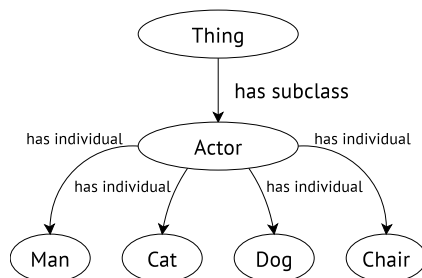 Thing
has subclass
has individual
has individual
Actor
has individual
has individual
Man
Cat
Dog
Chair